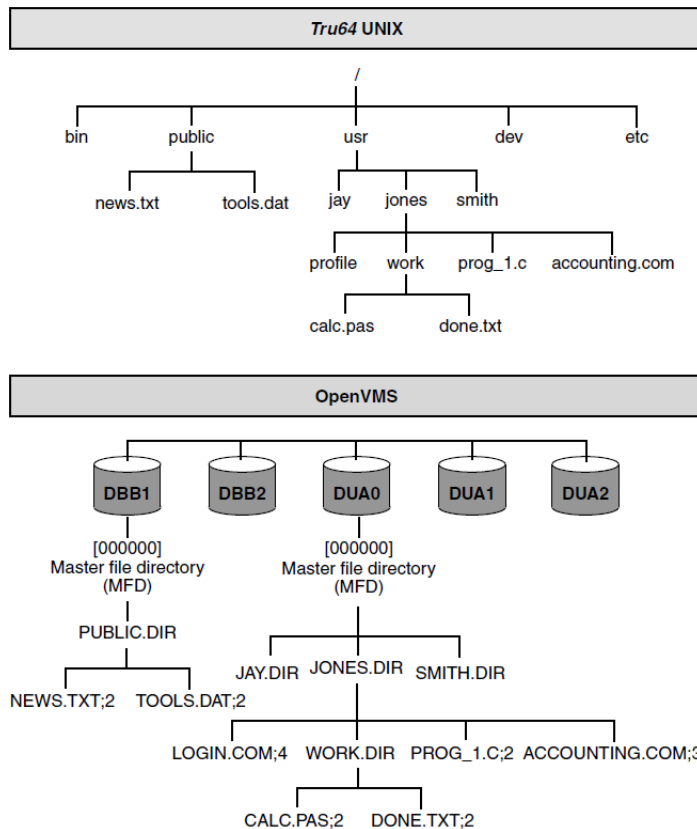 Tru64 UNIX
/
bin public usr dev etc
news.txt tools.dat jay jones smith
profile work prog_1.c accounting.com
calc.pas done.txt
OpenVMS
DBB1 DBB2 DUA0 DUA1 DUA2
[000000] [000000]
Master file directory Master file directory
(MFD) (MFD)
PUBLIC.DIR
JAY.DIR JONES.DIR SMITH.DIR
NEWS.TXT;2 TOOLS.DAT;2
LOGIN.COM;4 WORK.DIR PROG_1.C;2 ACCOUNTING.COM;3
CALC.PAS;2 DONE.TXT;2